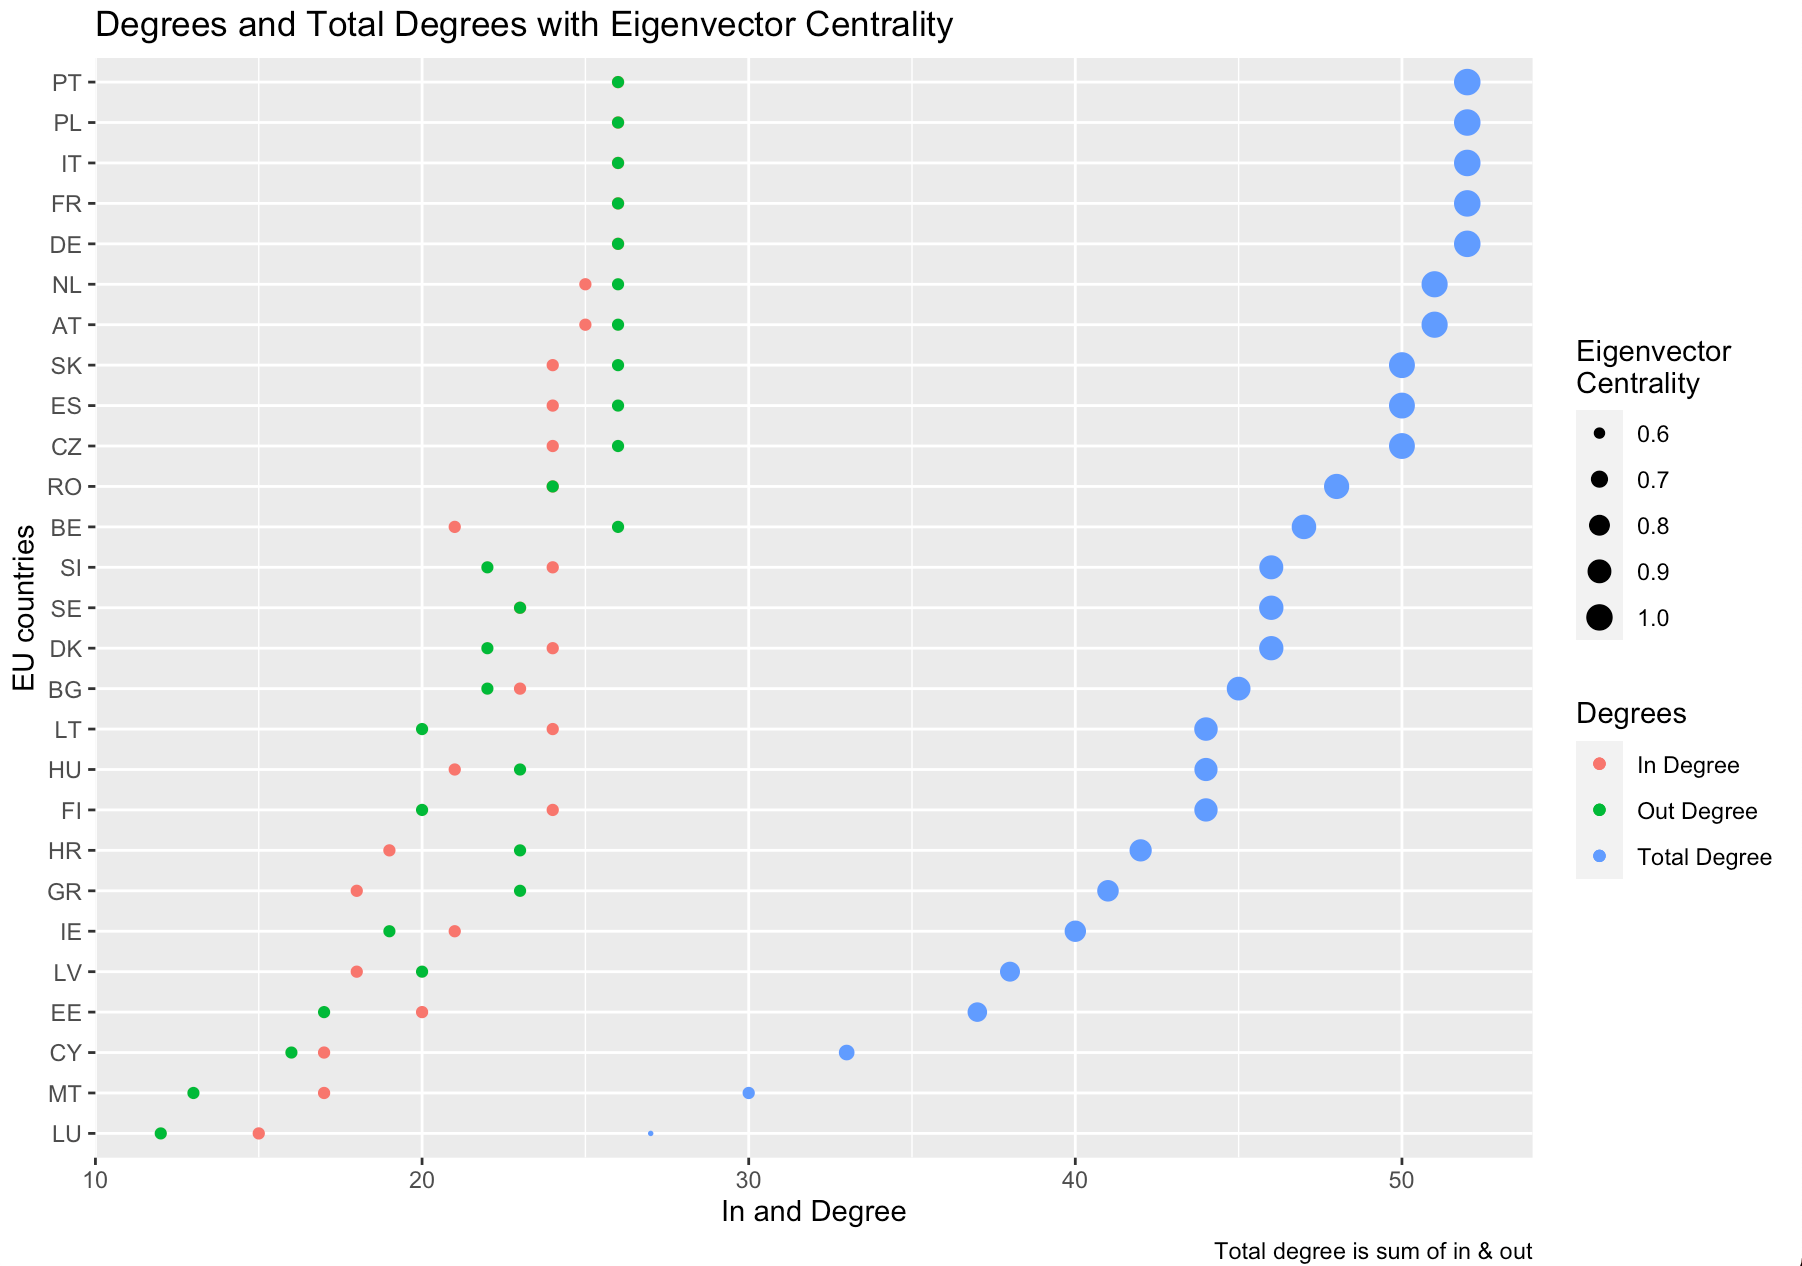 Degrees and Total Degrees with Eigenvector Centrality
PT
PL
IT
FR
DE
NL
AT
SK
ES
CZ
RO
BE
SI
SE
DK
BG
LT
HU
FI
HR
GR
IE
LV
EE
CY
MT
LU
EU countries
10 20 30 40 50
In and Degree
Total degree is sum of in & out
Eigenvector
Centrality
0.6
0.7
0.8
0.9
1.0
Degrees
In Degree
Out Degree
Total Degree